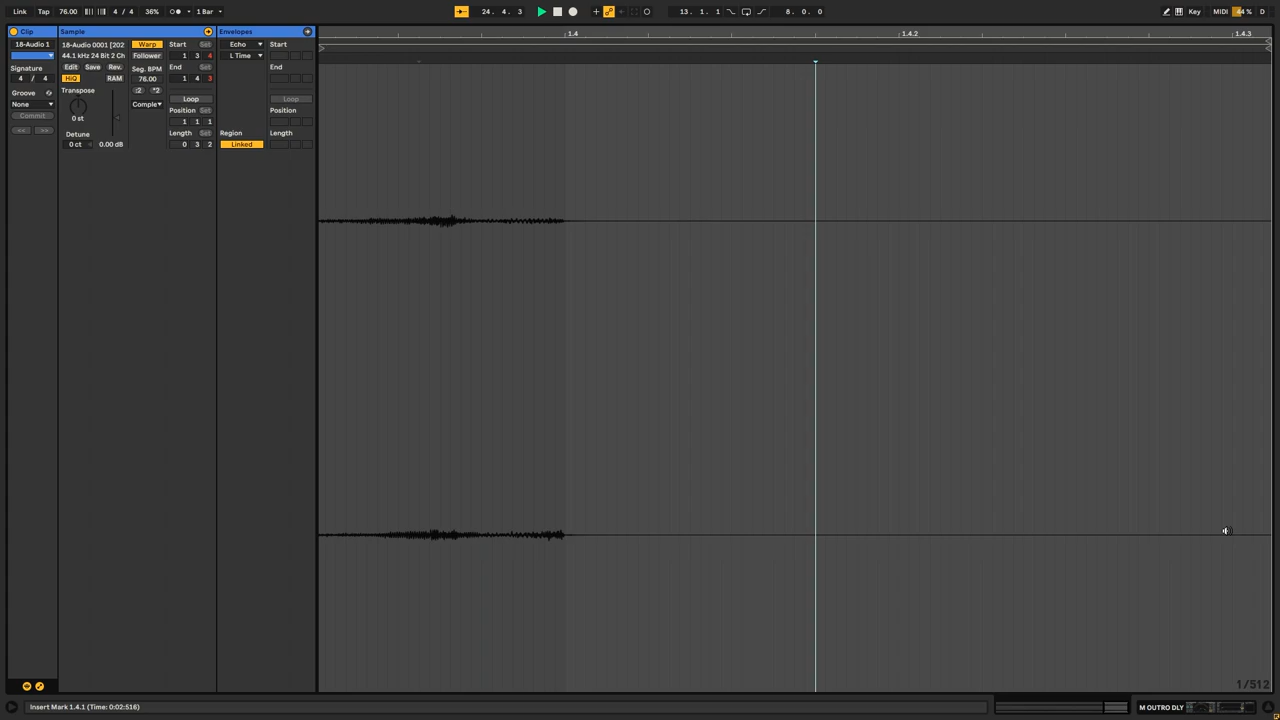 Link Tap 76.00 4 / 4 36% 1 Bar 24. 4. 3 13. 1. 1 8. 0. 0 Key MIDI 44 % D
Clip Sample Envelopes
18-Audio 1 18-Audio 0001 [202 Warp Start Set Echo Start
44.1 kHz 24 Bit 2 Ch Follower 1 3 4 L Time
Signature Edit Save Rev. Seg. BPM End Set End
4 / 4 HiQ RAM 76.00 1 4 3
Groove Transpose :2 *2 Loop Loop
None Comple Position Set Position
Commit 0 st 1 1 1
<< >> Detune Length Set Region Length
0 ct 0.00 dB 0 3 2 Linked
1.4 1.4.2 1.4.3
1/512
Insert Mark 1.4.1 (Time: 0:02:516) M OUTRO DLY